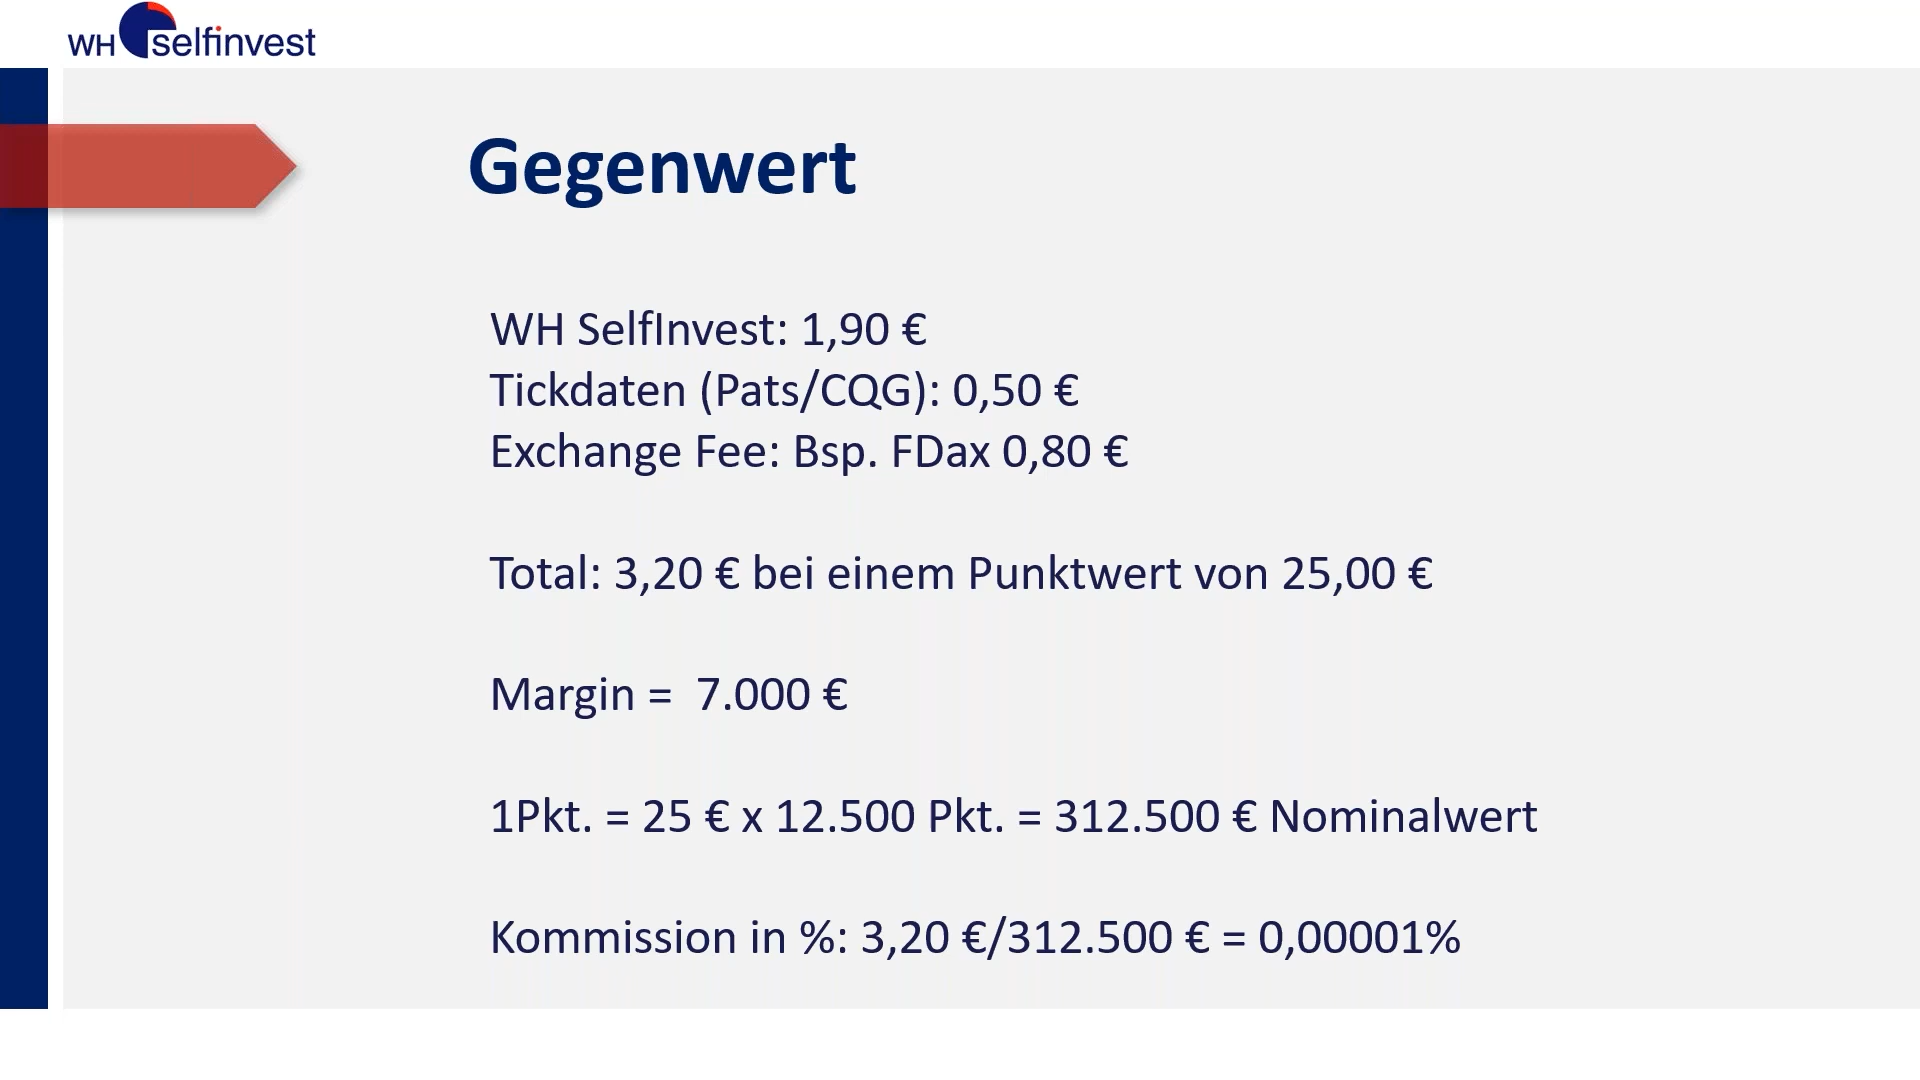 WH selfinvest
Gegenwert
WH SelfInvest: 1,90 €
Tickdaten (Pats/CQG): 0,50 €
Exchange Fee: Bsp. FDax 0,80 €
Total: 3,20 € bei einem Punktwert von 25,00 €
Margin =  7.000 €
1Pkt. = 25 € x 12.500 Pkt. = 312.500 € Nominalwert
Kommission in %: 3,20 €/312.500 € = 0,00001%